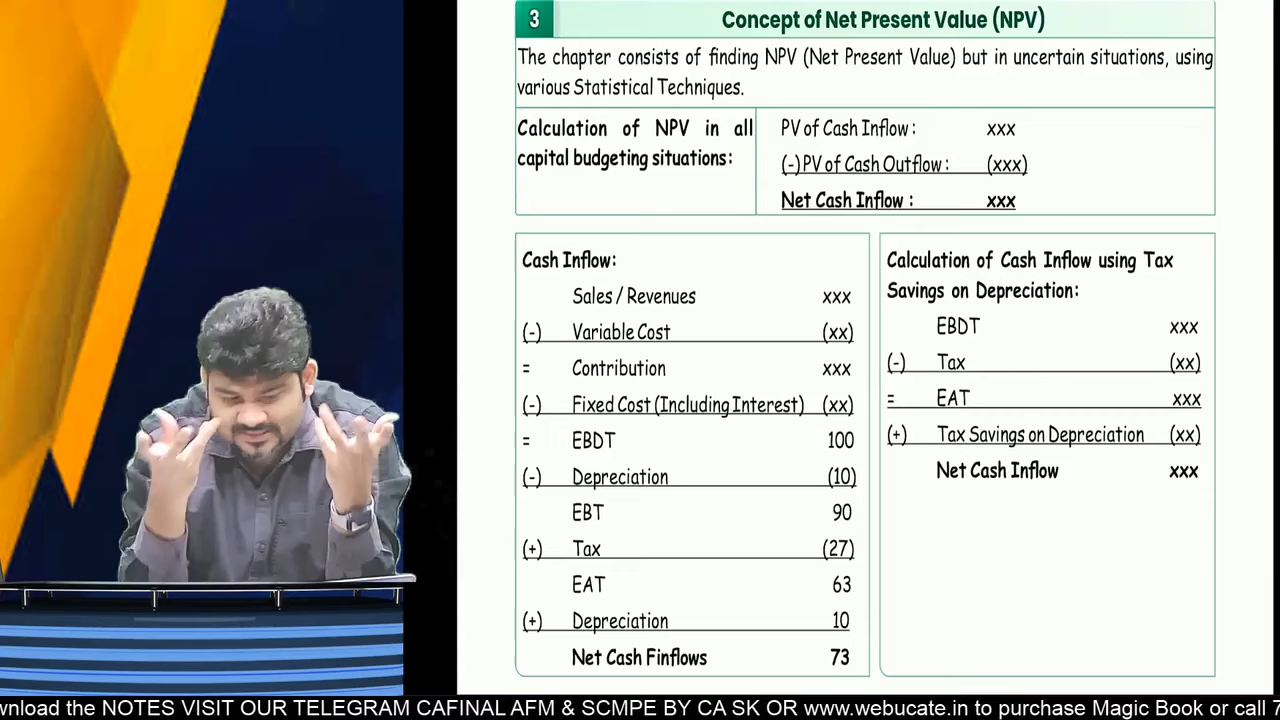 3 Concept of Net Present Value (NPV)
The chapter consists of finding NPV (Net Present Value) but in uncertain situations, using
various Statistical Techniques.
Calculation of NPV in all
capital budgeting situations:
PV of Cash Inflow : xxx
(-) PV of Cash Outflow : (xxx)
Net Cash Inflow : xxx
Cash Inflow:
Sales / Revenues xxx
(-) Variable Cost (xx)
= Contribution xxx
(-) Fixed Cost (Including Interest) (xx)
= EBDT 100
(-) Depreciation (10)
EBT 90
(+) Tax (27)
EAT 63
(+) Depreciation 10
Net Cash Finflows 73
Calculation of Cash Inflow using Tax
Savings on Depreciation:
EBDT xxx
(-) Tax (xx)
= EAT xxx
(+) Tax Savings on Depreciation (xx)
Net Cash Inflow xxx
wnload the NOTES VISIT OUR TELEGRAM CAFINAL AFM & SCMPE BY CA SK OR www.webucate.in to purchase Magic Book or call 7